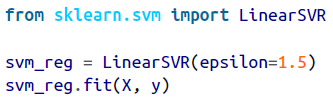 from sklearn.svm import LinearSVR
svm_reg = LinearSVR(epsilon=1.5)
svm_reg.fit(X, y)